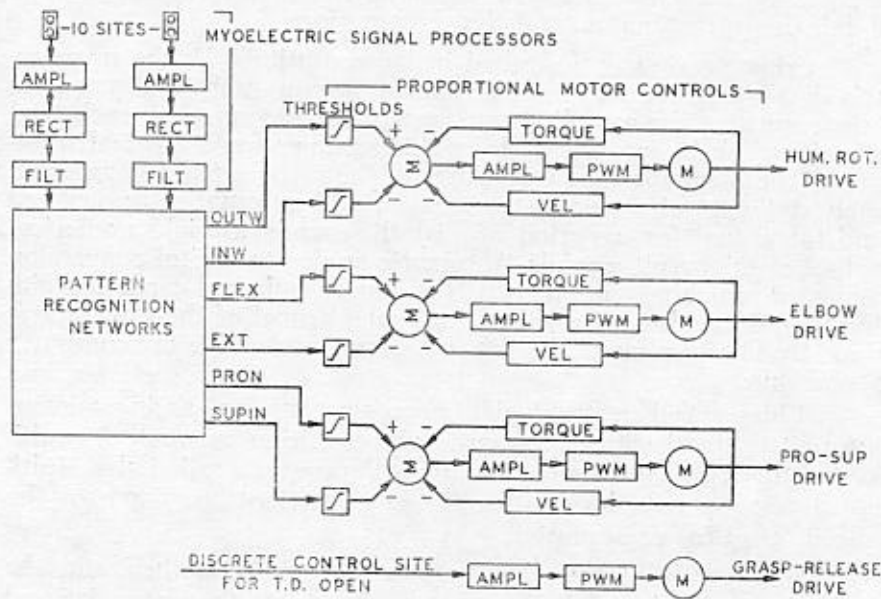 -10 SITES-
MYOELECTRIC SIGNAL PROCESSORS
AMPL AMPL
RECT RECT
FILT FILT
PROPORTIONAL MOTOR CONTROLS
THRESHOLDS
PATTERN
RECOGNITION
NETWORKS
OUTW
INW
FLEX
EXT
PRON
SUPIN
+ − TORQUE
Σ AMPL PWM M
HUM. ROT.
DRIVE
− − VEL
+ − TORQUE
Σ AMPL PWM M
ELBOW
DRIVE
− − VEL
+ − TORQUE
Σ AMPL PWM M
PRO-SUP
DRIVE
− − VEL
DISCRETE CONTROL SITE
FOR T.D. OPEN
AMPL PWM M
GRASP-RELEASE
DRIVE